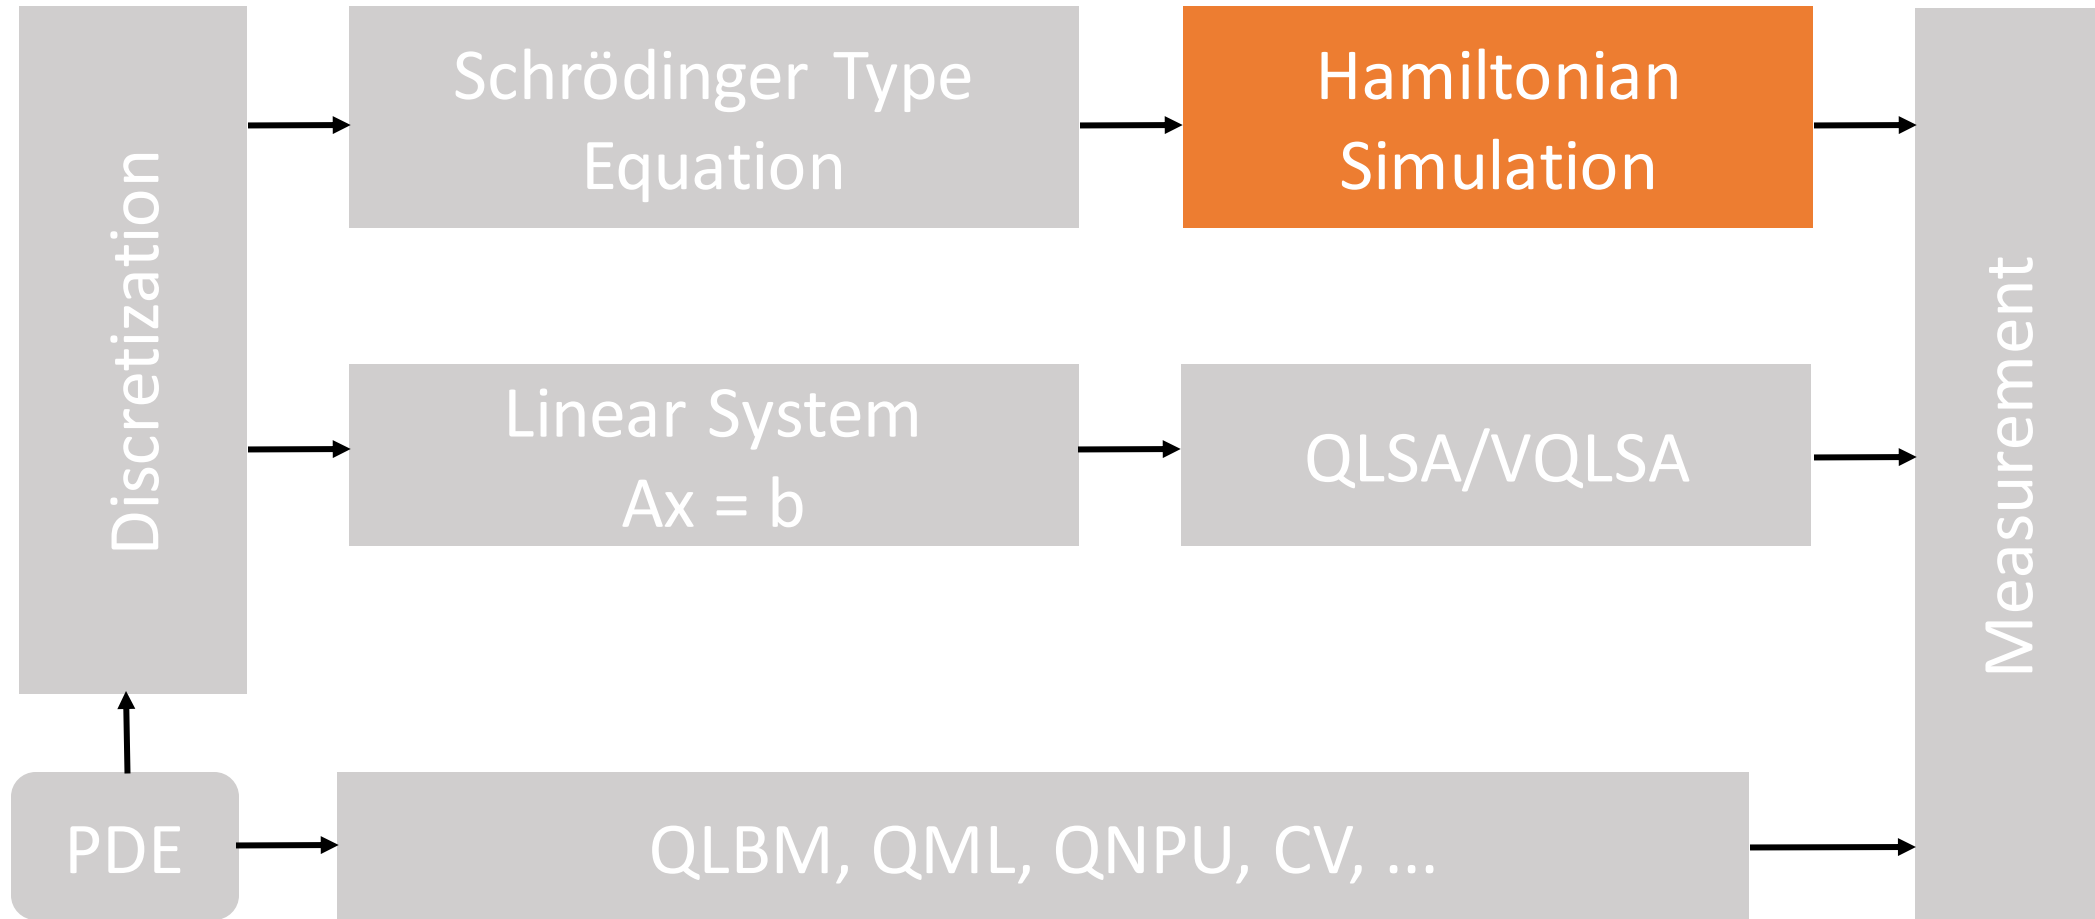 Discretization
Schrödinger Type
Equation
Hamiltonian
Simulation
Linear System
Ax = b
QLSA/VQLSA
Measurement
PDE
QLBM, QML, QNPU, CV, ...